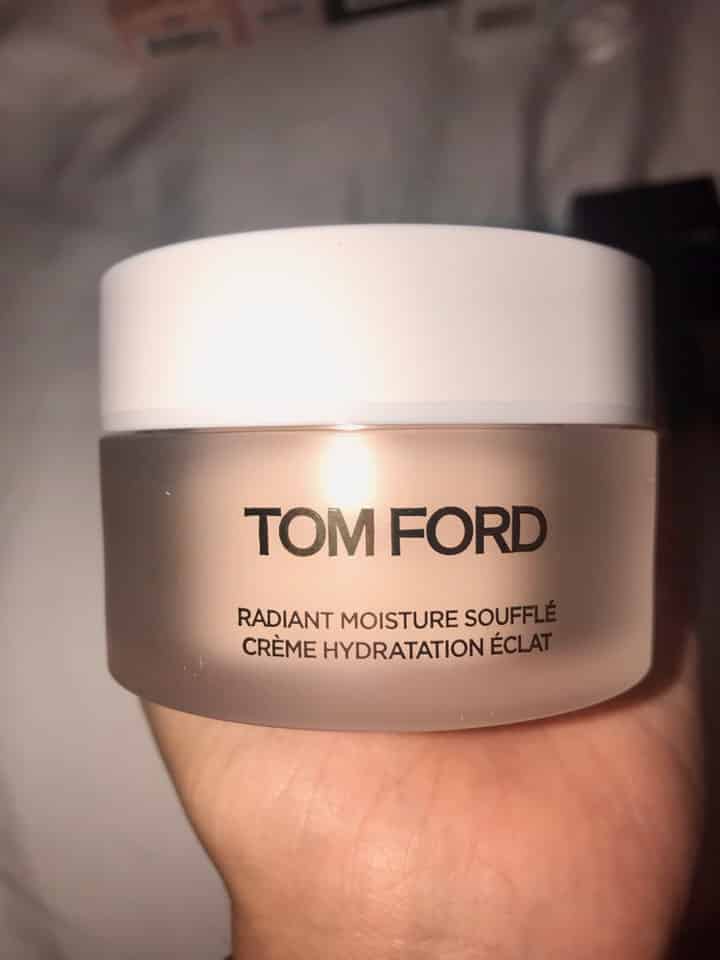 TOM FORD
RADIANT MOISTURE SOUFFLÉ
CRÈME HYDRATATION ÉCLAT